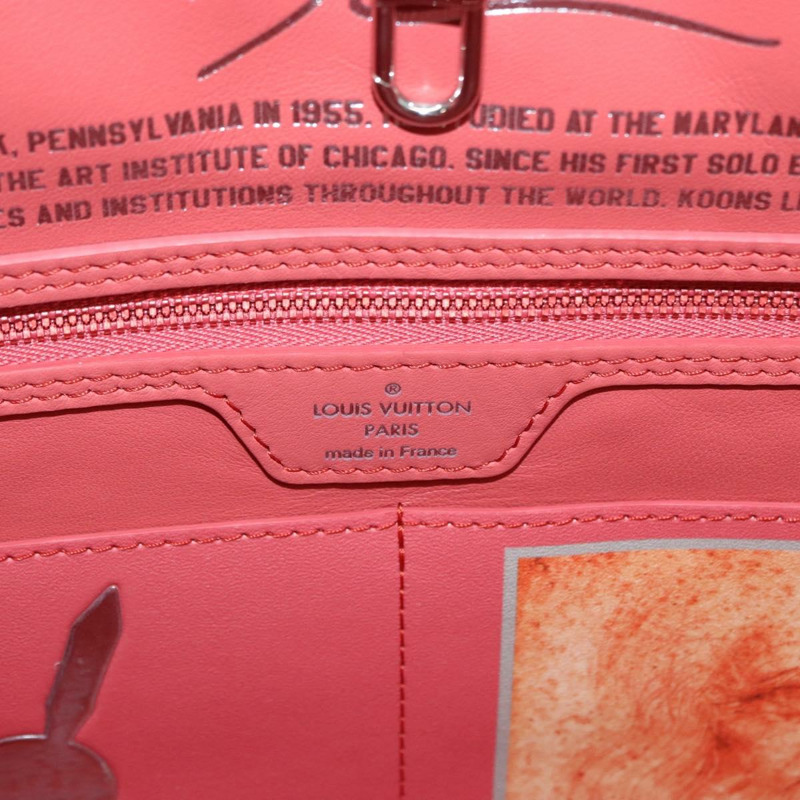 , PENNSYLVANIA IN 1955. UDIED AT THE MARYLAN
THE ART INSTITUTE OF CHICAGO. SINCE HIS FIRST SOLO E
ES AND INSTITUTIONS THROUGHOUT THE WORLD. KOONS LI
®
LOUIS VUITTON
PARIS
made in France